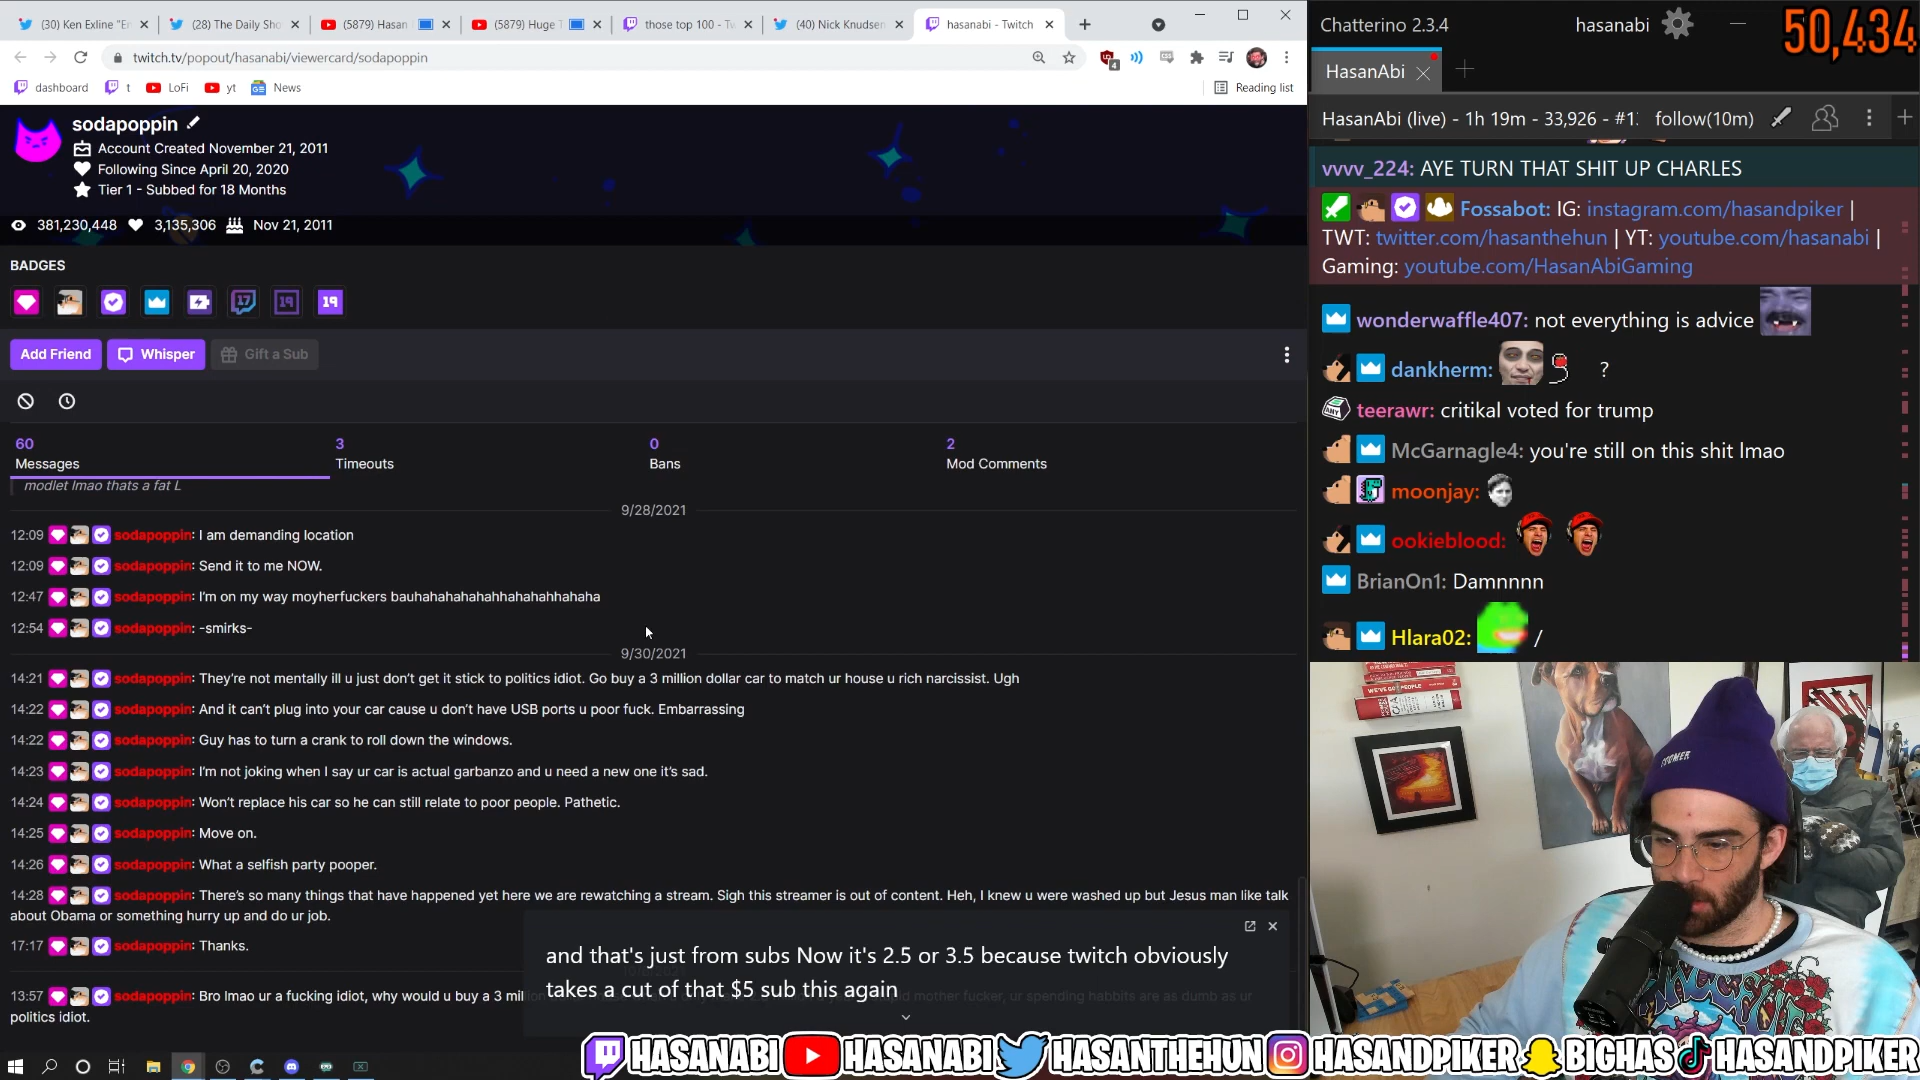 (30) Ken Exline "En
(28) The Daily Sho
(5879) Hasan
(5879) Huge T
those top 100 - Tw
(40) Nick Knudsen
hasanabi - Twitch
twitch.tv/popout/hasanabi/viewercard/sodapoppin
dashboard
t
LoFi
yt
News
Reading list
sodapoppin
Account Created November 21, 2011
Following Since April 20, 2020
Tier 1 - Subbed for 18 Months
381,230,448 3,135,306 Nov 21, 2011
BADGES
17 19 19
Add Friend
Whisper
Gift a Sub
60
Messages
3
Timeouts
0
Bans
2
Mod Comments
modlet lmao thats a fat L
9/28/2021
12:09 sodapoppin: I am demanding location
12:09 sodapoppin: Send it to me NOW.
12:47 sodapoppin: I'm on my way moyherfuckers bauhahahahahahhahahahhahaha
12:54 sodapoppin: -smirks-
9/30/2021
14:21 sodapoppin: They're not mentally ill u just don't get it stick to politics idiot. Go buy a 3 million dollar car to match ur house u rich narcissist. Ugh
14:22 sodapoppin: And it can't plug into your car cause u don't have USB ports u poor fuck. Embarrassing
14:22 sodapoppin: Guy has to turn a crank to roll down the windows.
14:23 sodapoppin: I'm not joking when I say ur car is actual garbanzo and u need a new one it's sad.
14:24 sodapoppin: Won't replace his car so he can still relate to poor people. Pathetic.
14:25 sodapoppin: Move on.
14:26 sodapoppin: What a selfish party pooper.
14:28 sodapoppin: There's so many things that have happened yet here we are rewatching a stream. Sigh this streamer is out of content. Heh, I knew u were washed up but Jesus man like talk
about Obama or something hurry up and do ur job.
17:17 sodapoppin: Thanks.
13:57 sodapoppin: Bro lmao ur a fucking idiot, why would u buy a 3 mil mother fucker, ur spending habbits are as dumb as ur
politics idiot.
and that's just from subs Now it's 2.5 or 3.5 because twitch obviously
takes a cut of that $5 sub this again
Chatterino 2.3.4
hasanabi
50,434
HasanAbi
HasanAbi (live) - 1h 19m - 33,926 - #1: follow(10m)
vvvv_224: AYE TURN THAT SHIT UP CHARLES
Fossabot: IG: instagram.com/hasandpiker |
TWT: twitter.com/hasanthehun | YT: youtube.com/hasanabi |
Gaming: youtube.com/HasanAbiGaming
wonderwaffle407: not everything is advice
dankherm: ?
teerawr: critikal voted for trump
McGarnagle4: you're still on this shit lmao
moonjay:
ookieblood:
BrianOn1: Damnnnn
Hlara02: /
HASANABI HASANABI HASANTHEHUN HASANDPIKER BIGHAS HASANDPIKER